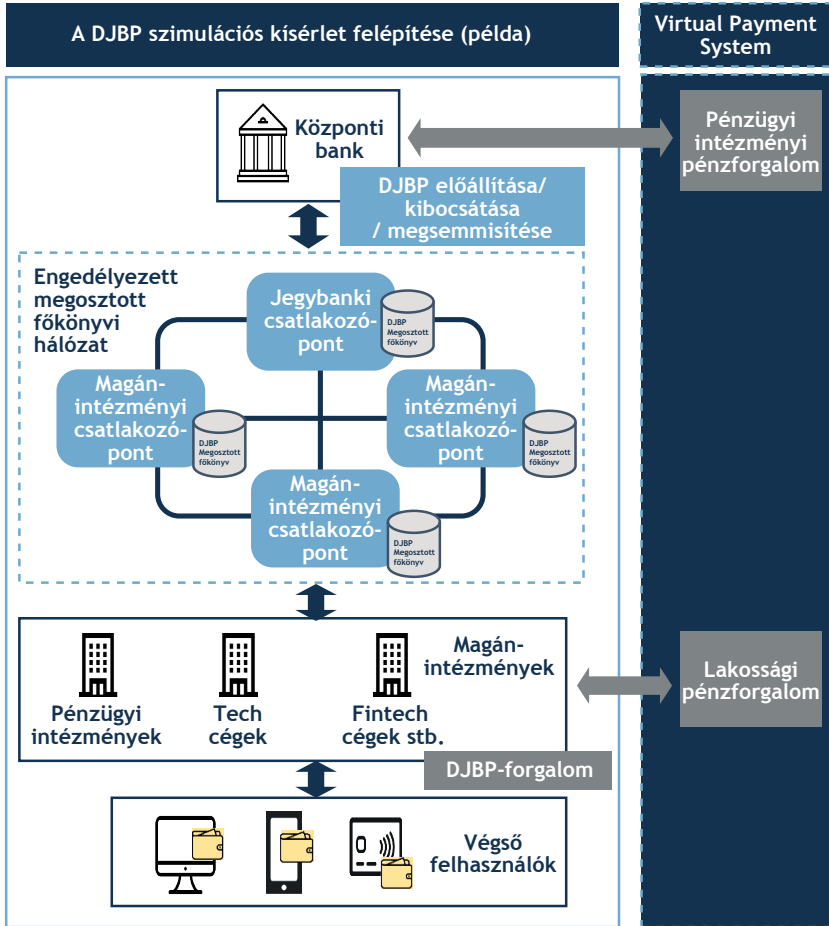 A DJBP szimulációs kísérlet felépítése (példa)
Virtual Payment
System
Központi
bank
Pénzügyi
intézményi
pénzforgalom
DJBP előállítása/
kibocsátása
/ megsemmisítése
Engedélyezett
megosztott
főkönyvi
hálózat
Jegybanki
csatlakozó-
pont
DJBP
Megosztott
főkönyv
Magán-
intézményi
csatlakozó-
pont
DJBP
Megosztott
főkönyv
Magán-
intézményi
csatlakozó-
pont
DJBP
Megosztott
főkönyv
Magán-
intézményi
csatlakozó-
pont
DJBP
Megosztott
főkönyv
Magán-
intézmények
Pénzügyi
intézmények
Tech
cégek
Fintech
cégek stb.
Lakossági
pénzforgalom
DJBP-forgalom
Végső
felhasználók